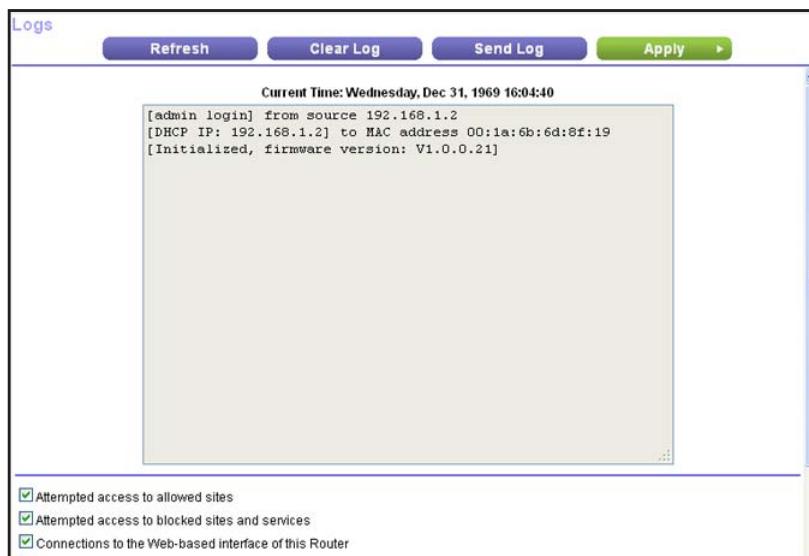 Logs
Refresh Clear Log Send Log Apply
Current Time: Wednesday, Dec 31, 1969 16:04:40
[admin login] from source 192.168.1.2
[DHCP IP: 192.168.1.2] to MAC address 00:1a:6b:6d:8f:19
[Initialized, firmware version: V1.0.0.21]
Attempted access to allowed sites
Attempted access to blocked sites and services
Connections to the Web-based interface of this Router